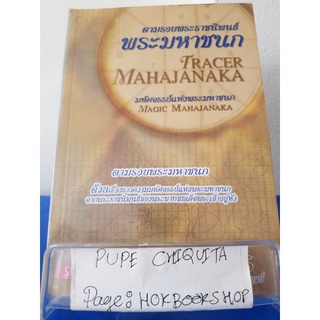 ตามรอยพระราชนิพนธ์
พระมหาชนก
TRACER
MAHAJANAKA
มหัศจรรย์แห่งพระมหาชนก
MAGIC MAHAJANAKA
ตามรอยพระมหาชนก
PUPE CHIQUITA
Page: HOKBOOKSHOP